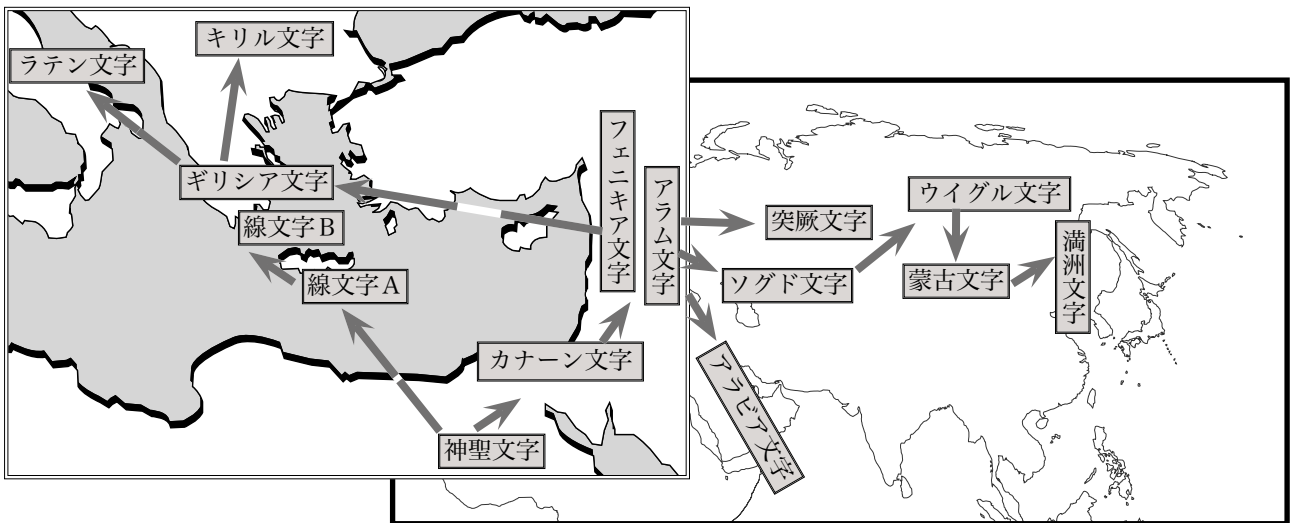 キリル文字
ラテン文字
フェニキア文字
アラム文字
ギリシア文字
ウイグル文字
突厥文字
線文字B
満洲文字
線文字A
ソグド文字
蒙古文字
カナーン文字
アラビア文字
神聖文字